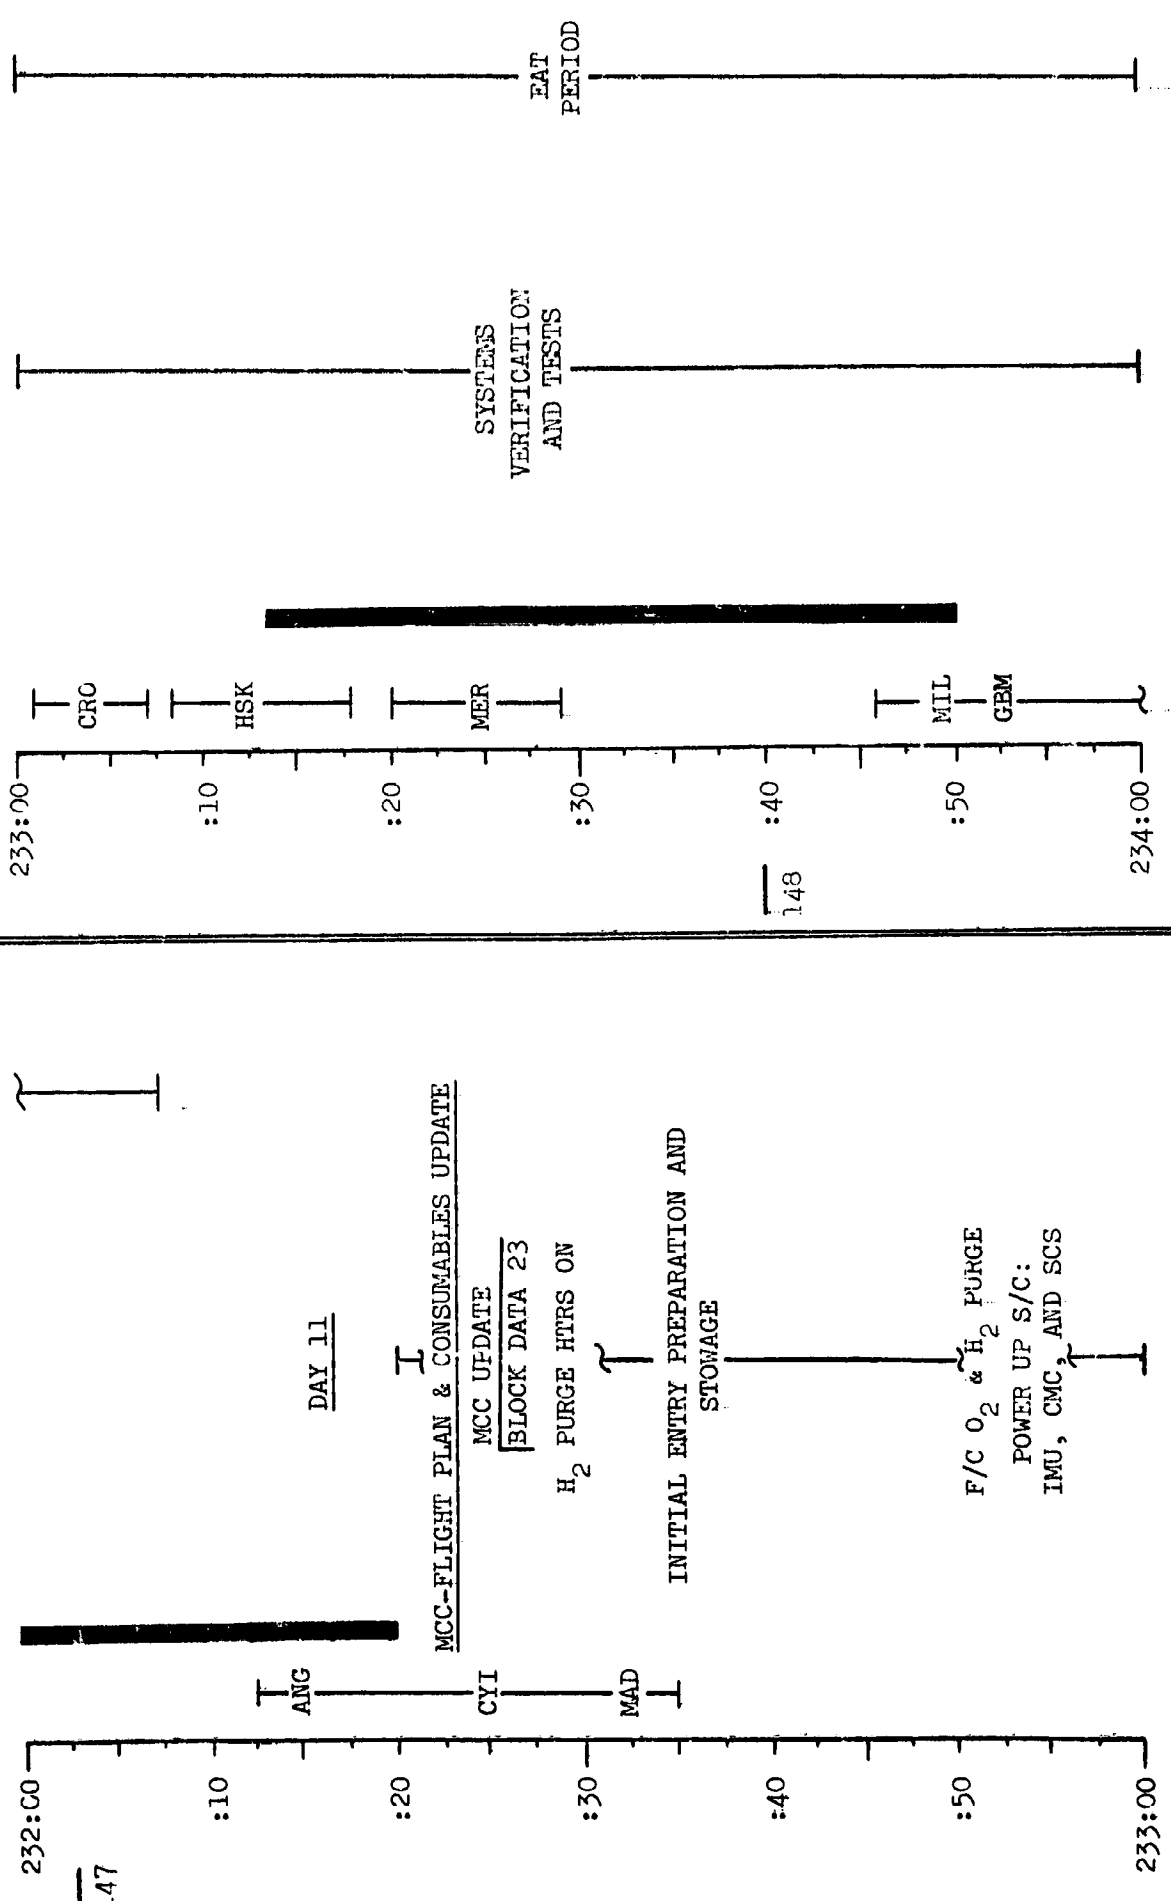 232:00
:10
:20
:30
:40
:50
233:00
47
ANG
CYI
MAD
DAY 11
MCC-FLIGHT PLAN & CONSUMABLES UPDATE
MCC UPDATE
BLOCK DATA 23
H2 PURGE HTRS ON
INITIAL ENTRY PREPARATION AND
STOWAGE
F/C O2 & H2 PURGE
POWER UP S/C:
IMU, CMC, AND SCS
233:00
:10
:20
:30
:40
:50
234:00
148
CRO
HSK
MER
MIL
GBM
SYSTEMS
VERIFICATION
AND TESTS
EAT
PERIOD